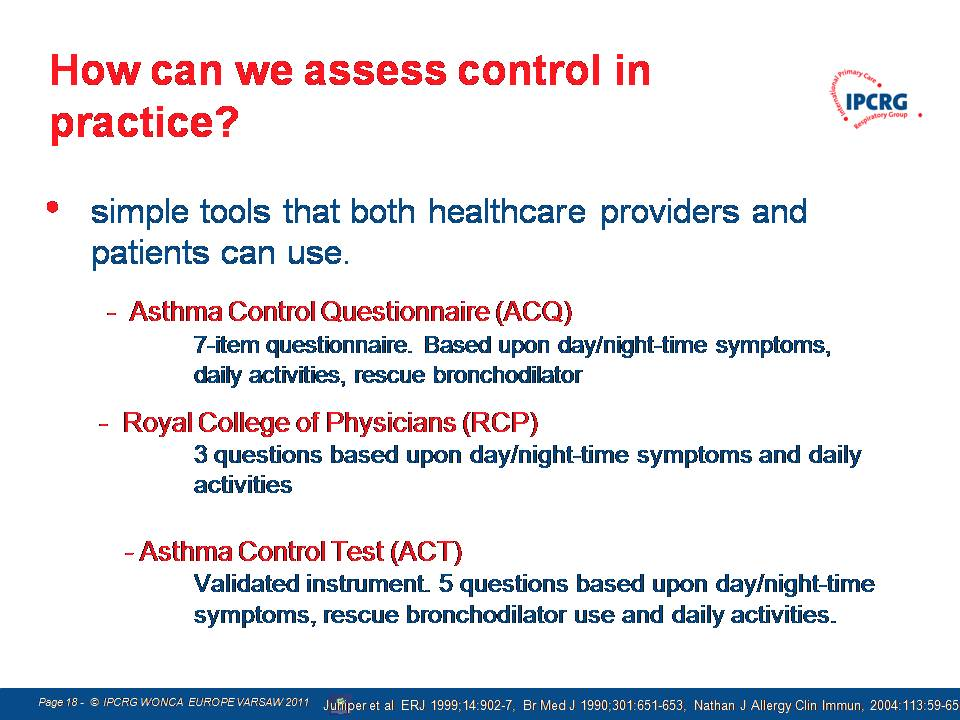 How can we assess control in
practice?
International Primary Care
IPCRG
Respiratory Group
• simple tools that both healthcare providers and
patients can use.
- Asthma Control Questionnaire (ACQ)
7-item questionnaire. Based upon day/night-time symptoms,
daily activities, rescue bronchodilator
- Royal College of Physicians (RCP)
3 questions based upon day/night-time symptoms and daily
activities
- Asthma Control Test (ACT)
Validated instrument. 5 questions based upon day/night-time
symptoms, rescue bronchodilator use and daily activities.
Page 18 - © IPCRG WONCA EUROPE VARSAW 2011
Juniper et al ERJ 1999;14:902-7, Br Med J 1990;301:651-653, Nathan J Allergy Clin Immun, 2004:113:59-65